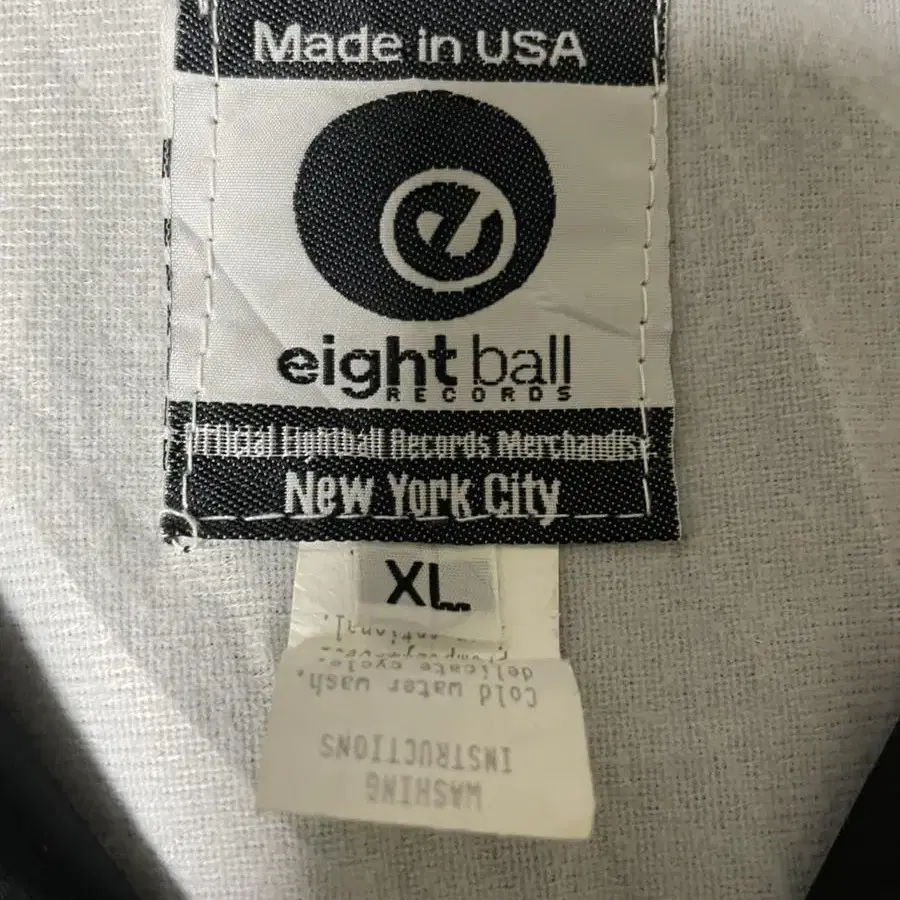 Made in USA
e
eight ball
RECORDS
Official Eightball Records Merchandise
New York City
XL
WASHING
INSTRUCTIONS
Cold water wash,
delicate cycle.